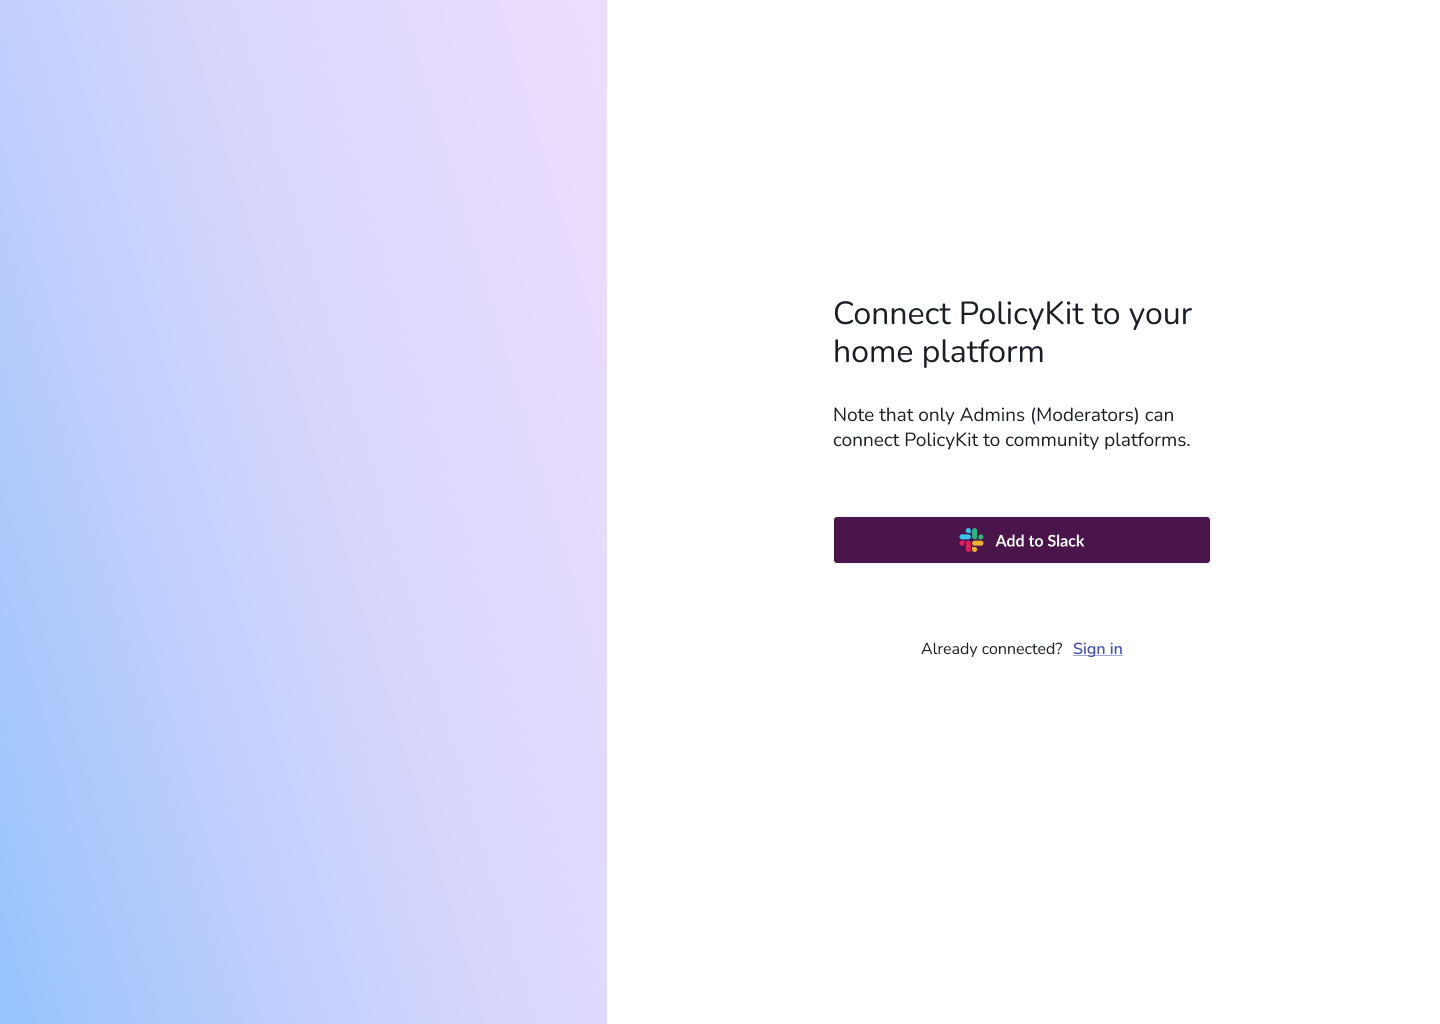 Connect PolicyKit to your
home platform
Note that only Admins (Moderators) can
connect PolicyKit to community platforms.
Add to Slack
Already connected? Sign in